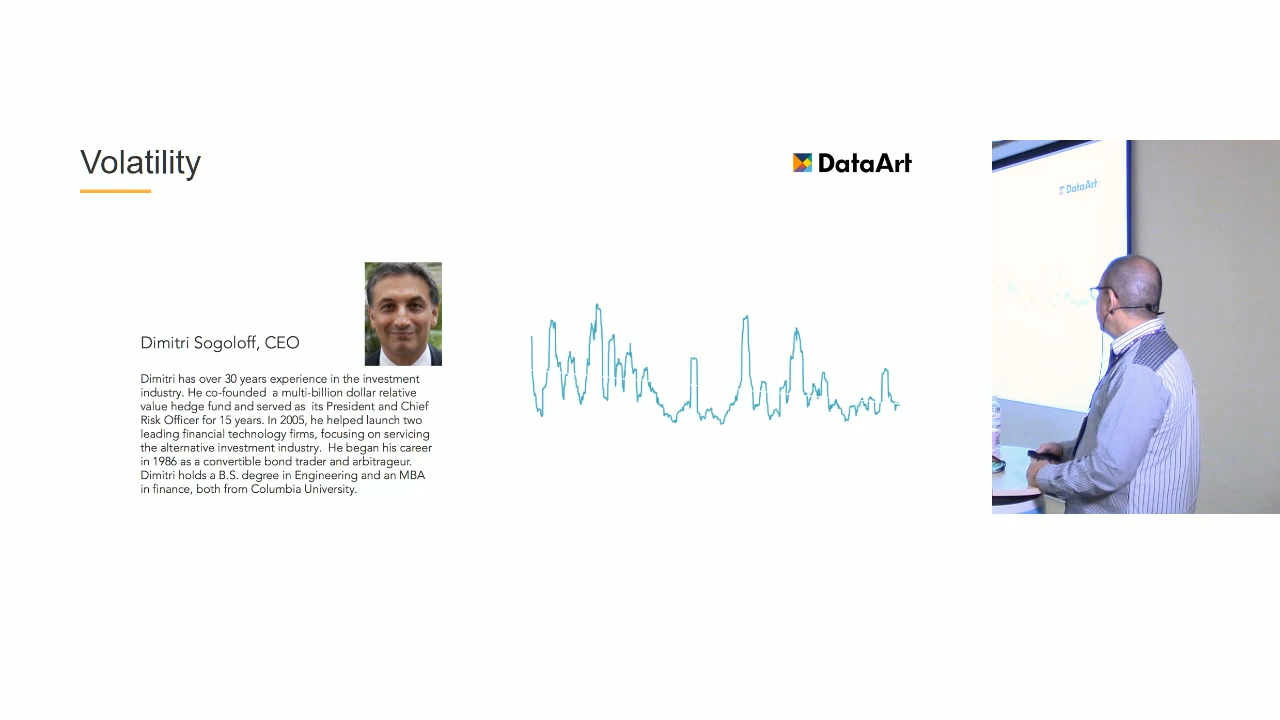 Volatility
DataArt
DataArt
Dimitri Sogoloff, CEO
Dimitri has over 30 years experience in the investment
industry. He co-founded a multi-billion dollar relative
value hedge fund and served as its President and Chief
Risk Officer for 15 years. In 2005, he helped launch two
leading financial technology firms, focusing on servicing
the alternative investment industry. He began his career
in 1986 as a convertible bond trader and arbitrageur.
Dimitri holds a B.S. degree in Engineering and an MBA
in finance, both from Columbia University.